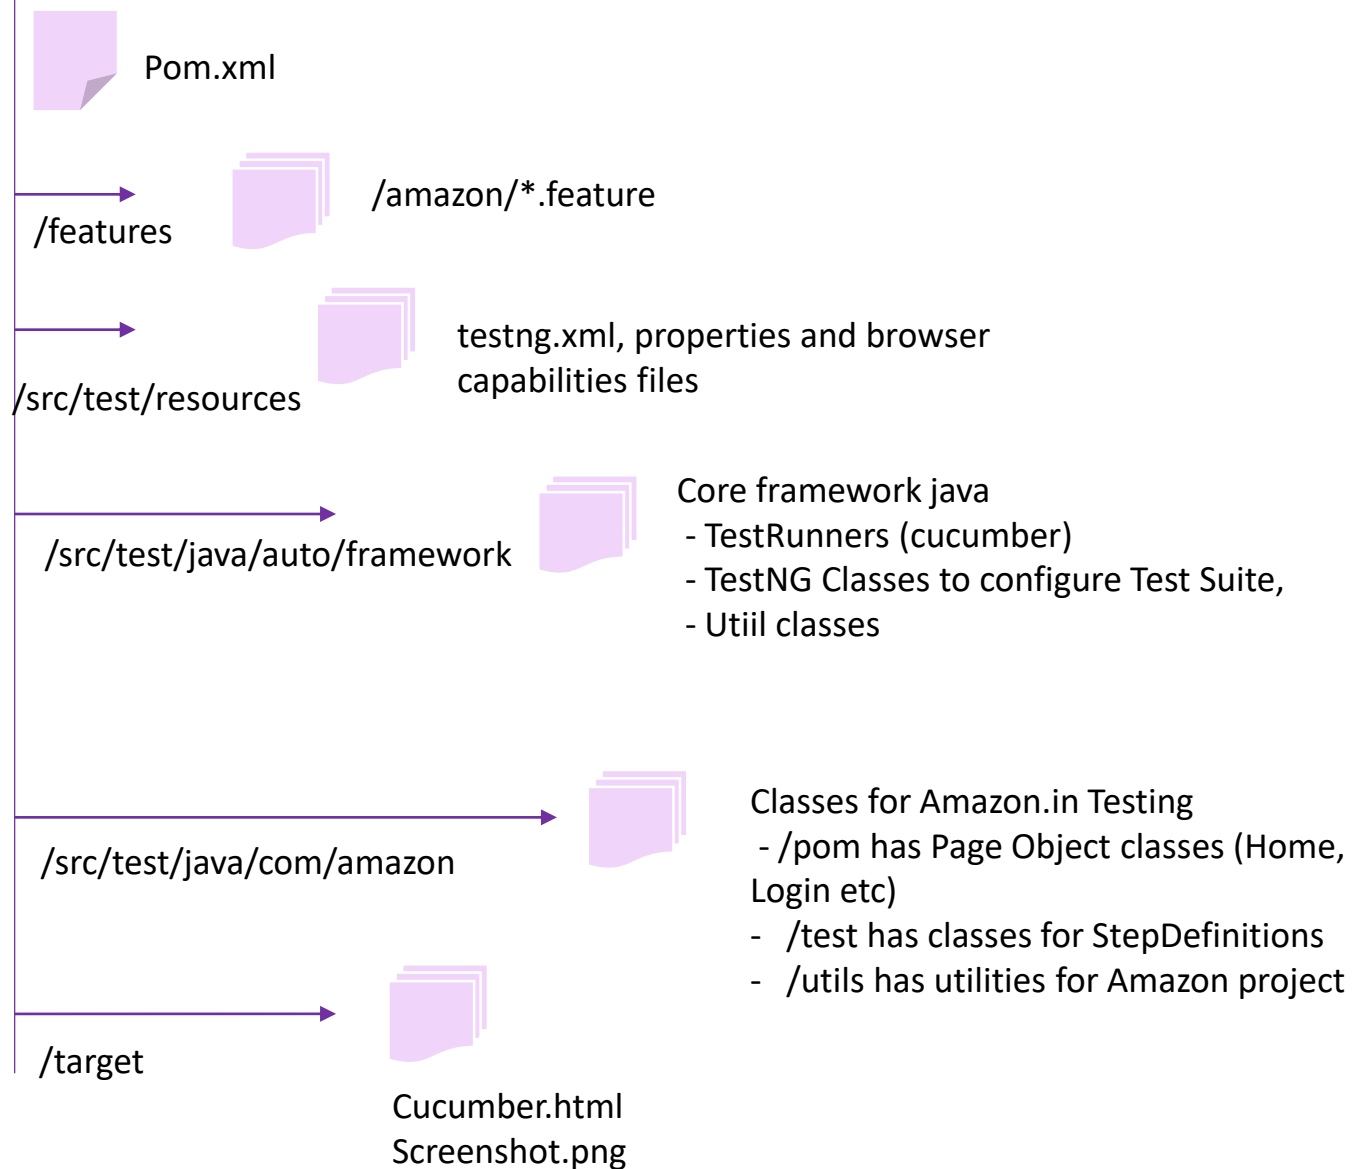 Pom.xml
/amazon/*.feature
/features
testng.xml, properties and browser
capabilities files
/src/test/resources
Core framework java
- TestRunners (cucumber)
- TestNG Classes to configure Test Suite,
- Utiil classes
/src/test/java/auto/framework
Classes for Amazon.in Testing
- /pom has Page Object classes (Home,
Login etc)
- /test has classes for StepDefinitions
- /utils has utilities for Amazon project
/src/test/java/com/amazon
/target
Cucumber.html
Screenshot.png